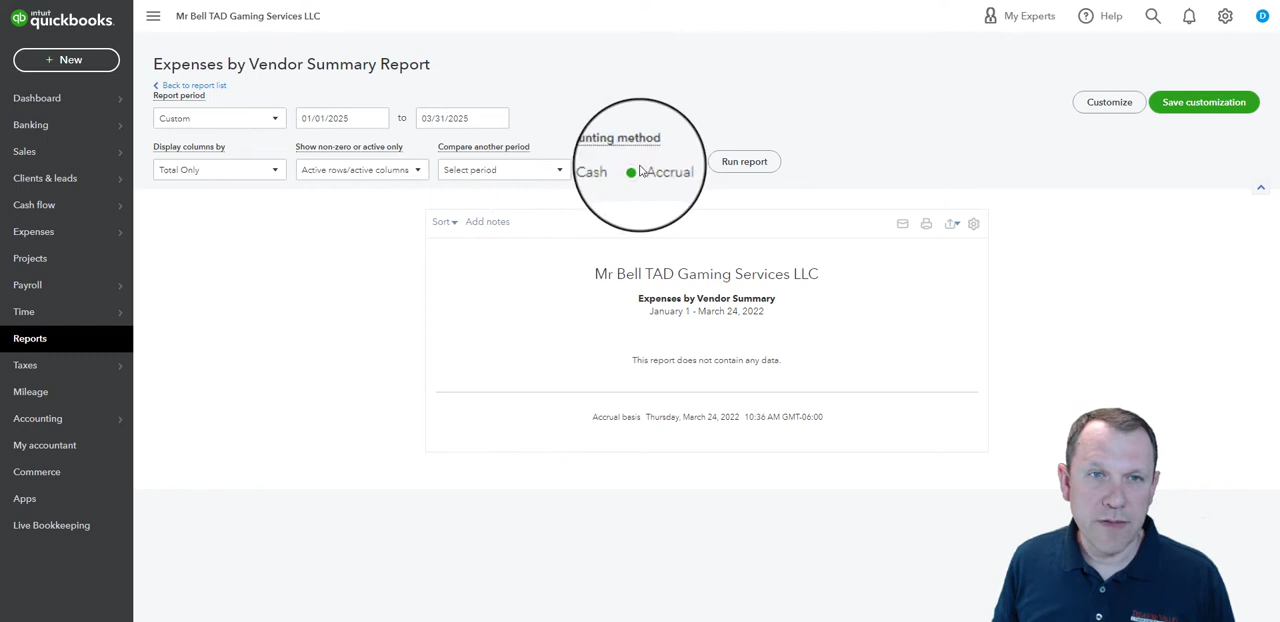 intuit
quickbooks.
+ New
Dashboard
Banking
Sales
Clients & leads
Cash flow
Expenses
Projects
Payroll
Time
Reports
Taxes
Mileage
Accounting
My accountant
Commerce
Apps
Live Bookkeeping
Mr Bell TAD Gaming Services LLC
My Experts
Help
D
Expenses by Vendor Summary Report
Back to report list
Report period
Custom 01/01/2025 to 03/31/2025
Customize
Save customization
Display columns by
Show non-zero or active only
Compare another period
unting method
Total Only
Active rows/active columns
Select period
Cash
Accrual
Run report
Sort
Add notes
Mr Bell TAD Gaming Services LLC
Expenses by Vendor Summary
January 1 - March 24, 2022
This report does not contain any data.
Accrual basis Thursday, March 24, 2022 10:36 AM GMT-06:00